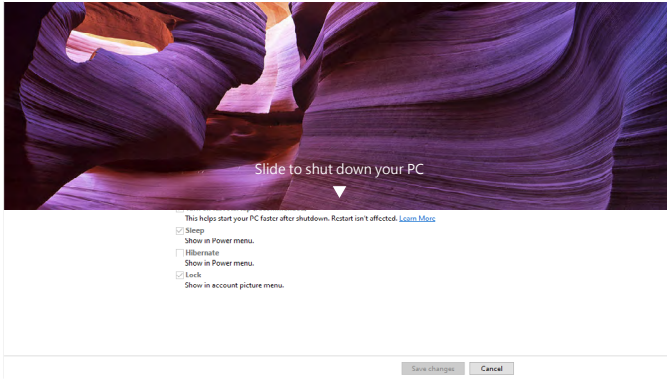 Slide to shut down your PC
This helps start your PC faster after shutdown. Restart isn't affected. Learn More
Sleep
Show in Power menu.
Hibernate
Show in Power menu.
Lock
Show in account picture menu.
Save changes Cancel